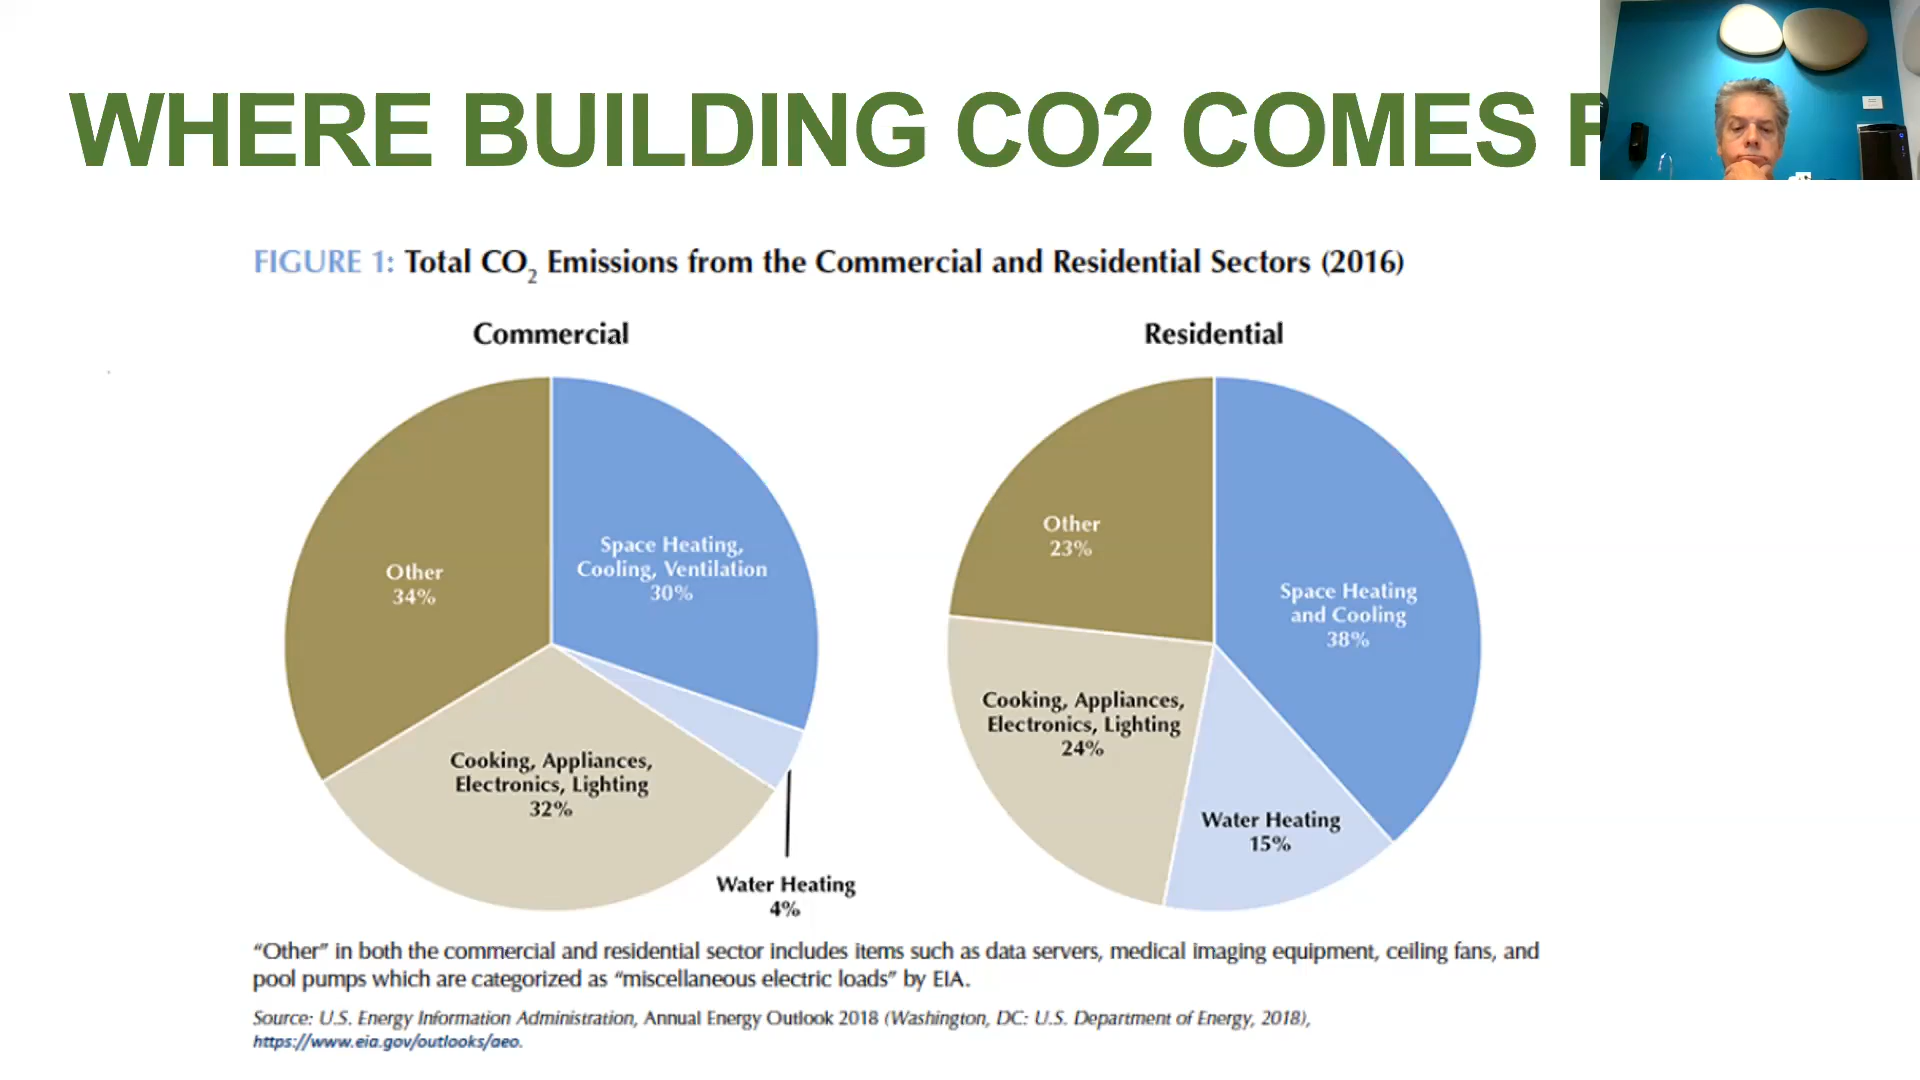 WHERE BUILDING CO2 COMES
FIGURE 1: Total CO2 Emissions from the Commercial and Residential Sectors (2016)
Commercial
Residential
Other
34%
Space Heating,
Cooling, Ventilation
30%
Cooking, Appliances,
Electronics, Lighting
32%
Water Heating
4%
Other
23%
Space Heating
and Cooling
38%
Cooking, Appliances,
Electronics, Lighting
24%
Water Heating
15%
“Other” in both the commercial and residential sector includes items such as data servers, medical imaging equipment, ceiling fans, and
pool pumps which are categorized as “miscellaneous electric loads” by EIA.
Source: U.S. Energy Information Administration, Annual Energy Outlook 2018 (Washington, DC: U.S. Department of Energy, 2018),
https://www.eia.gov/outlooks/aeo.